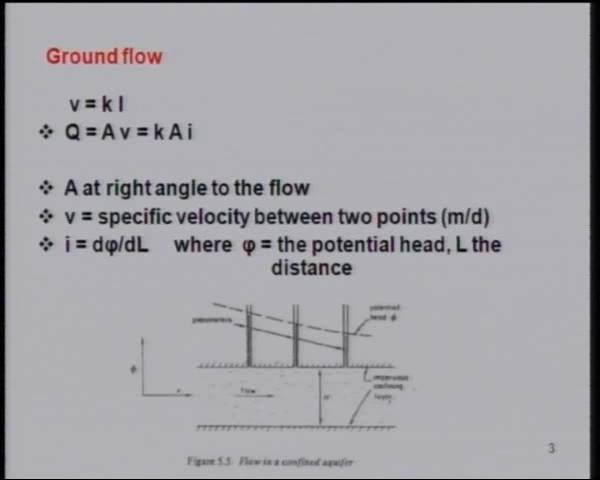 Ground flow
v = k I
❖ Q = A v = k A i
❖ A at right angle to the flow
❖ v = specific velocity between two points (m/d)
❖ i = dφ/dL where φ = the potential head, L the
distance
potential
head ϕ
ϕ
flow
H
impervious
confining
layer
3
Figure 5.5 Flow in a confined aquifer